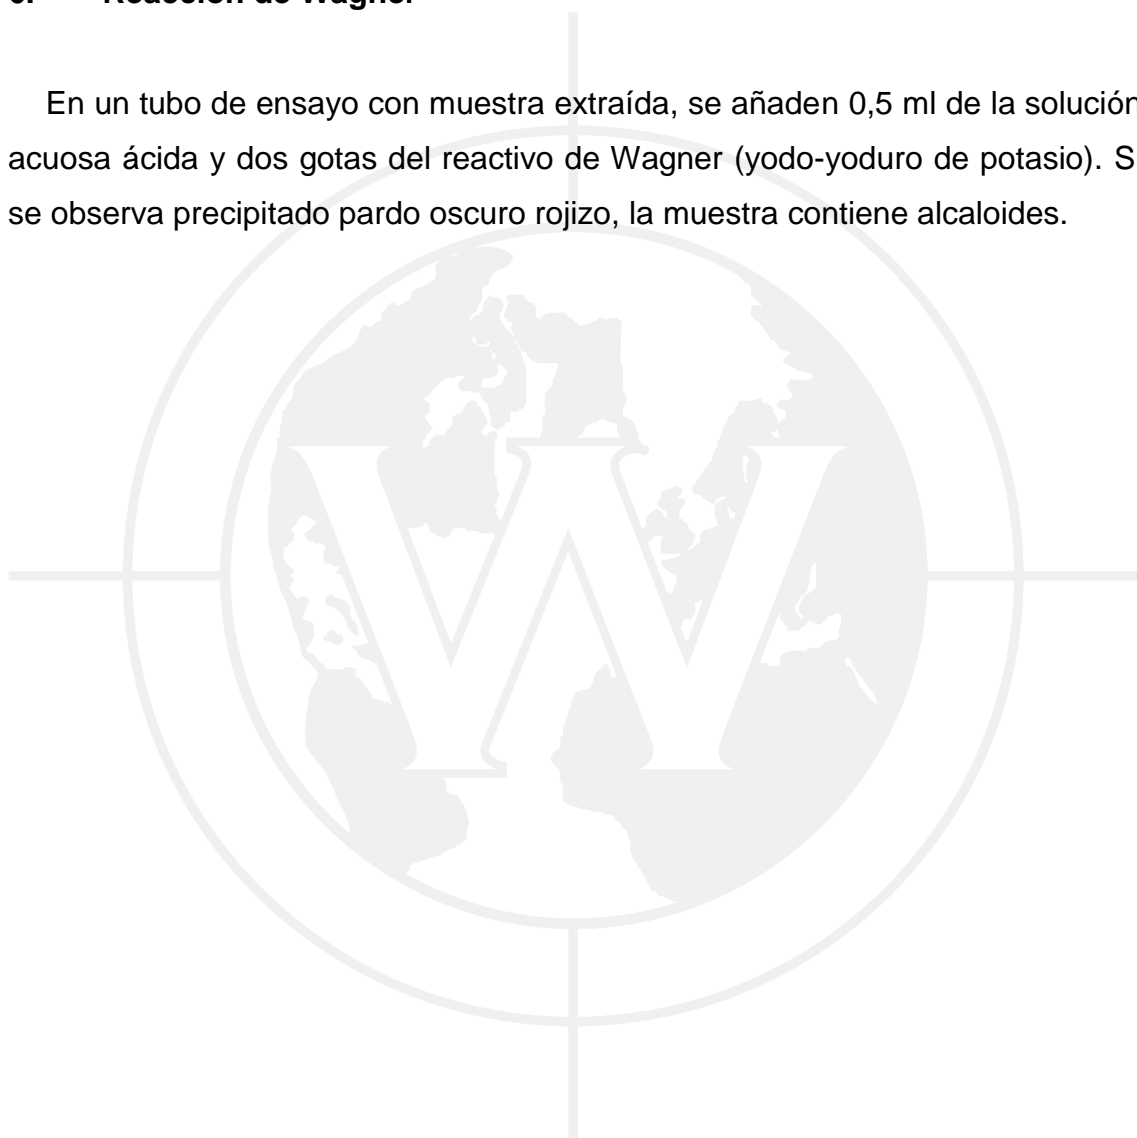 Reacción de Wagner
En un tubo de ensayo con muestra extraída, se añaden 0,5 ml de la solución
acuosa ácida y dos gotas del reactivo de Wagner (yodo-yoduro de potasio). S
se observa precipitado pardo oscuro rojizo, la muestra contiene alcaloides.
W